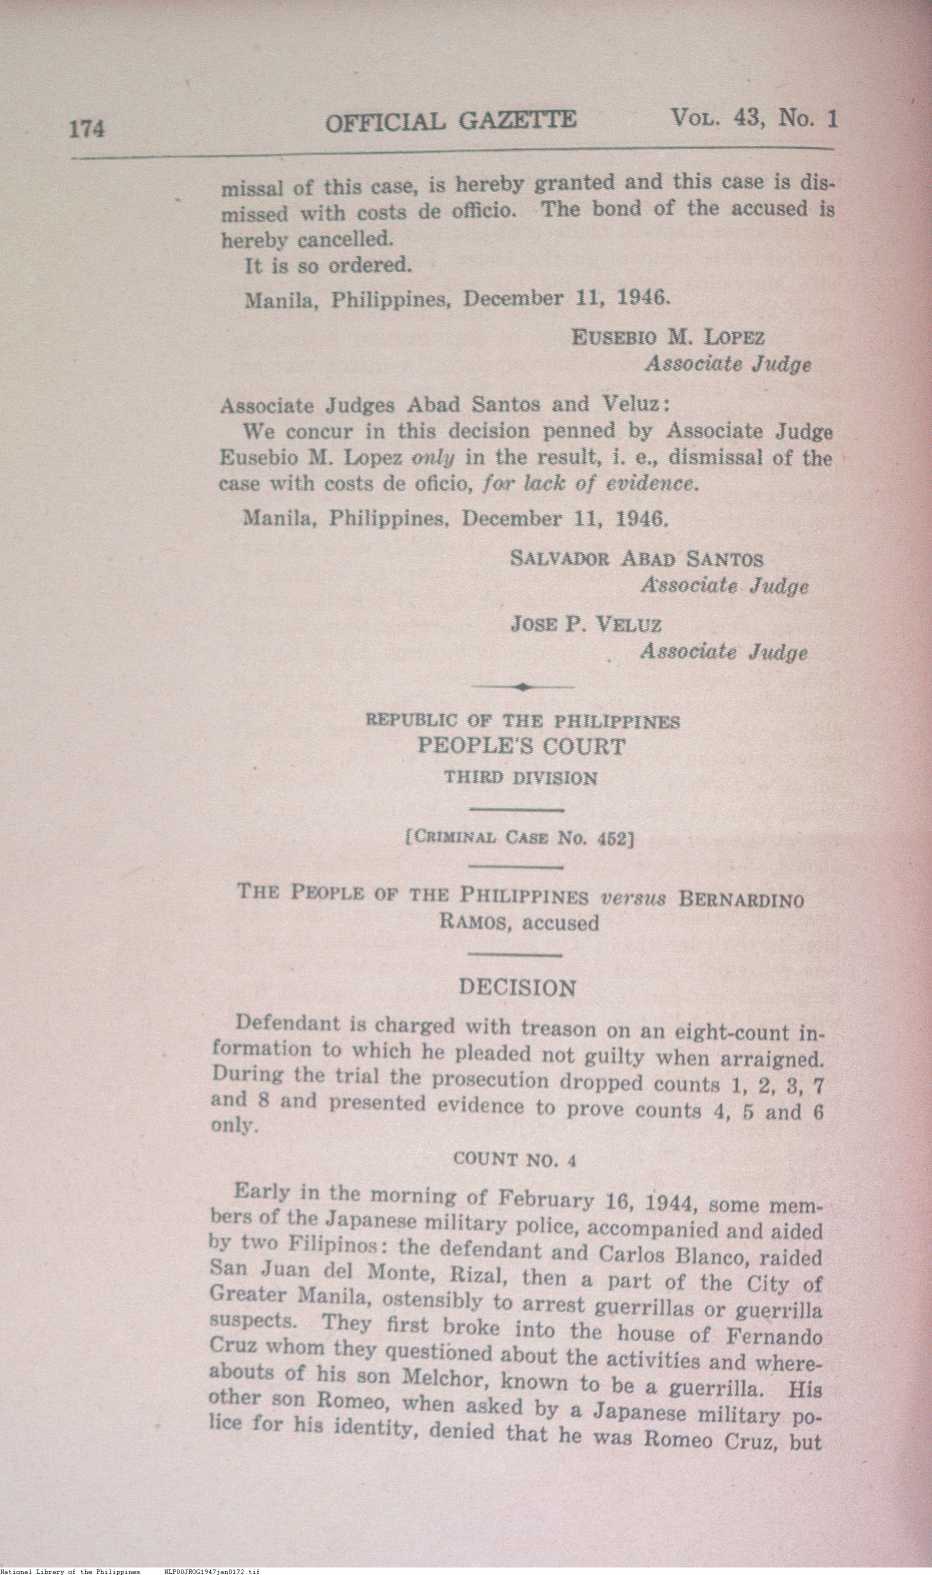 174 OFFICIAL GAZETTE VOL. 43, No. 1
missal of this case, is hereby granted and this case is dis-
missed with costs de officio. The bond of the accused is
hereby cancelled.
It is so ordered.
Manila, Philippines, December 11, 1946.
EUSEBIO M. LOPEZ
Associate Judge
Associate Judges Abad Santos and Veluz:
We concur in this decision penned by Associate Judge
Eusebio M. Lopez only in the result, i. e., dismissal of the
case with costs de oficio, for lack of evidence.
Manila, Philippines, December 11, 1946.
SALVADOR ABAD SANTOS
Associate Judge
JOSE P. VELUZ
Associate Judge
REPUBLIC OF THE PHILIPPINES
PEOPLE'S COURT
THIRD DIVISION
[CRIMINAL CASE No. 452]
THE PEOPLE OF THE PHILIPPINES versus BERNARDINO
RAMOS, accused
DECISION
Defendant is charged with treason on an eight-count in-
formation to which he pleaded not guilty when arraigned.
During the trial the prosecution dropped counts 1, 2, 3, 7
and 8 and presented evidence to prove counts 4, 5 and 6
only.
COUNT NO. 4
Early in the morning of February 16, 1944, some mem-
bers of the Japanese military police, accompanied and aided
by two Filipinos: the defendant and Carlos Blanco, raided
San Juan del Monte, Rizal, then a part of the City of
Greater Manila, ostensibly to arrest guerrillas or guerrilla
suspects. They first broke into the house of Fernando
Cruz whom they questioned about the activities and where-
abouts of his son Melchor, known to be a guerrilla. His
other son Romeo, when asked by a Japanese military po-
lice for his identity, denied that he was Romeo Cruz, but
National Library of the Philippines NLP00JROG1947jan0172.tif